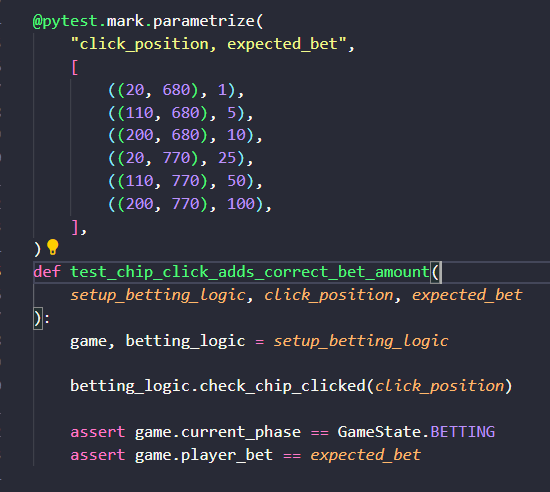 @pytest.mark.parametrize(
    "click_position, expected_bet",
    [
        ((20, 680), 1),
        ((110, 680), 5),
        ((200, 680), 10),
        ((20, 770), 25),
        ((110, 770), 50),
        ((200, 770), 100),
    ],
)
def test_chip_click_adds_correct_bet_amount(
    setup_betting_logic, click_position, expected_bet
):
    game, betting_logic = setup_betting_logic
    betting_logic.check_chip_clicked(click_position)
    assert game.current_phase == GameState.BETTING
    assert game.player_bet == expected_bet